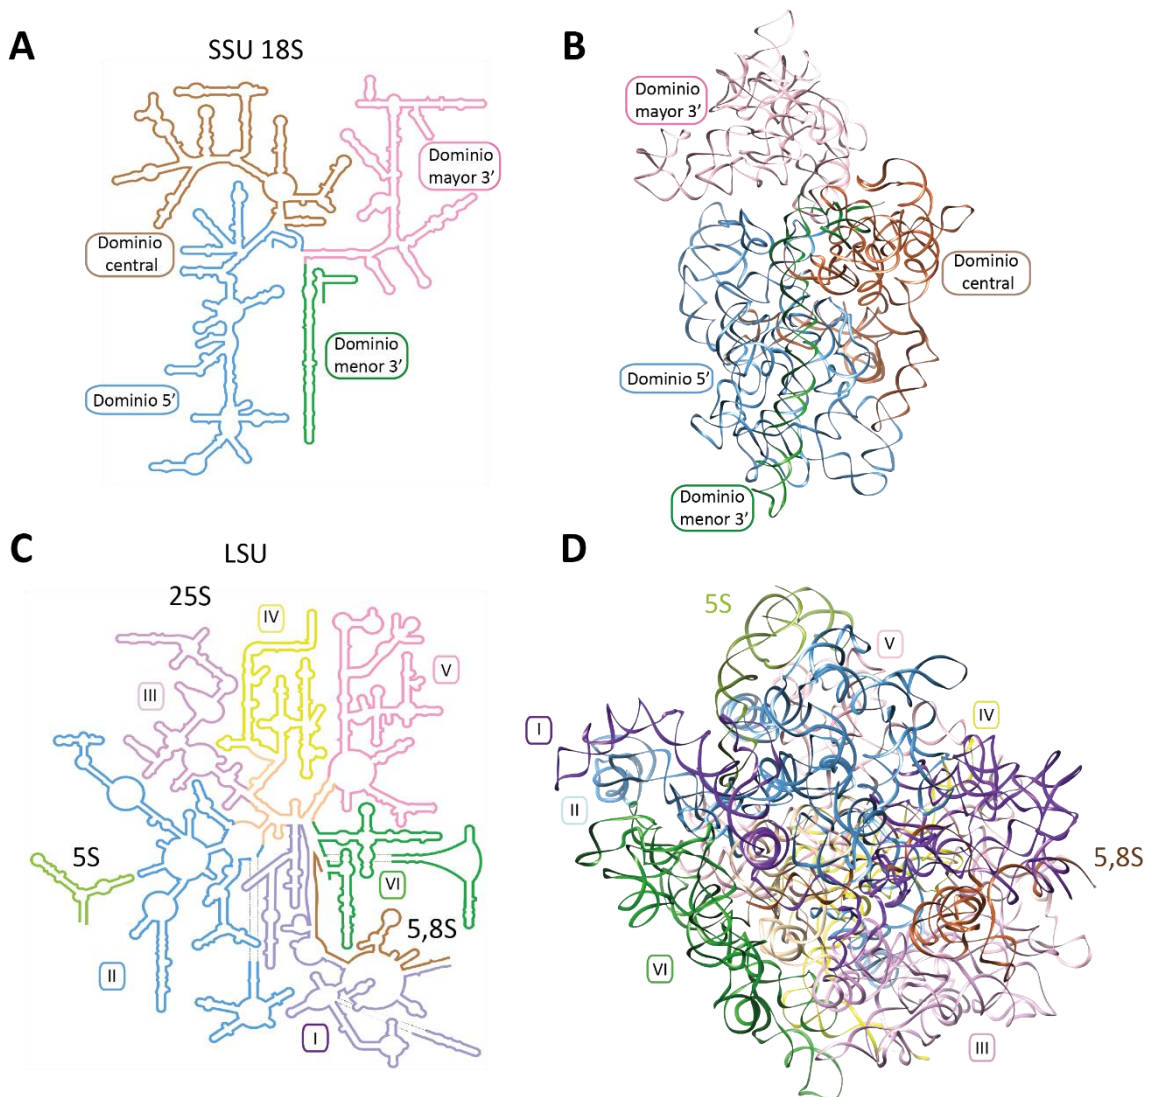 A
SSU 18S
Dominio
mayor 3’
Dominio
central
Dominio
menor 3’
Dominio 5’
B
Dominio
mayor 3’
Dominio
central
Dominio 5’
Dominio
menor 3’
C
LSU
25S
IV
V
III
5S
VI
5,8S
II
I
D
5S
V
I
IV
II
5,8S
VI
III